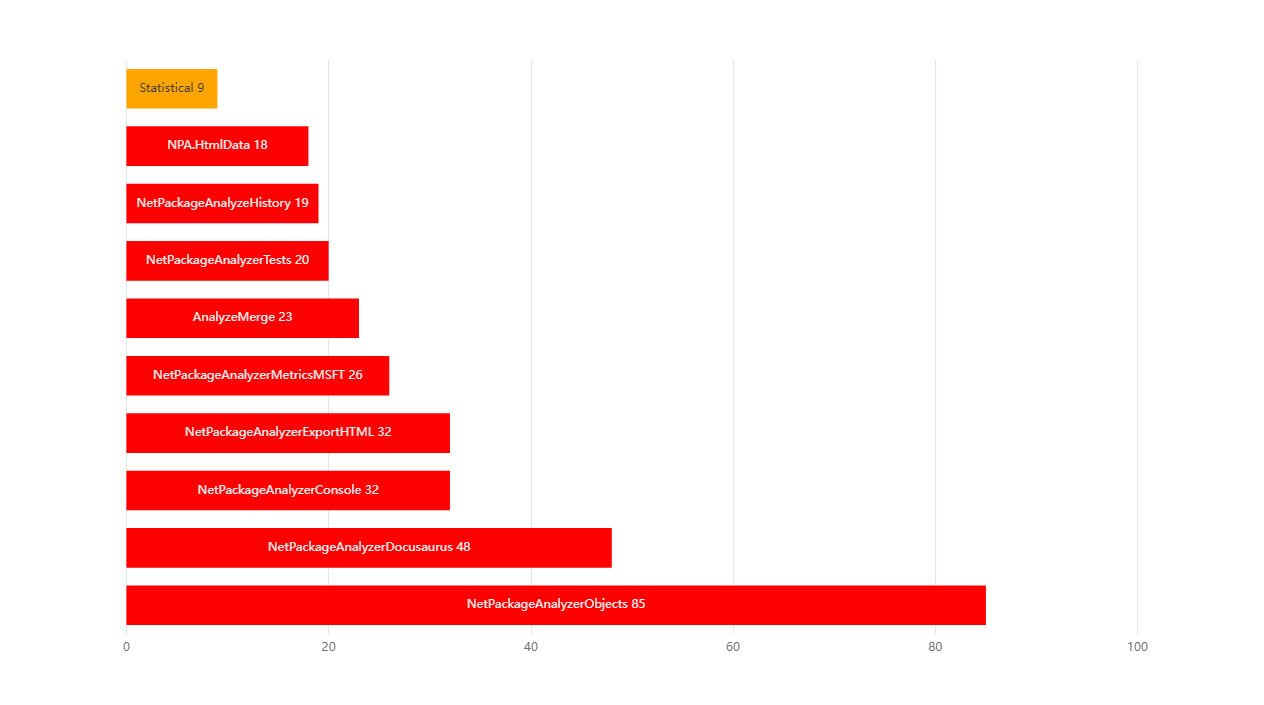 Statistical 9
NPA.HtmlData 18
NetPackageAnalyzeHistory 19
NetPackageAnalyzerTests 20
AnalyzeMerge 23
NetPackageAnalyzerMetricsMSFT 26
NetPackageAnalyzerExportHTML 32
NetPackageAnalyzerConsole 32
NetPackageAnalyzerDocusaurus 48
NetPackageAnalyzerObjects 85
0 20 40 60 80 100